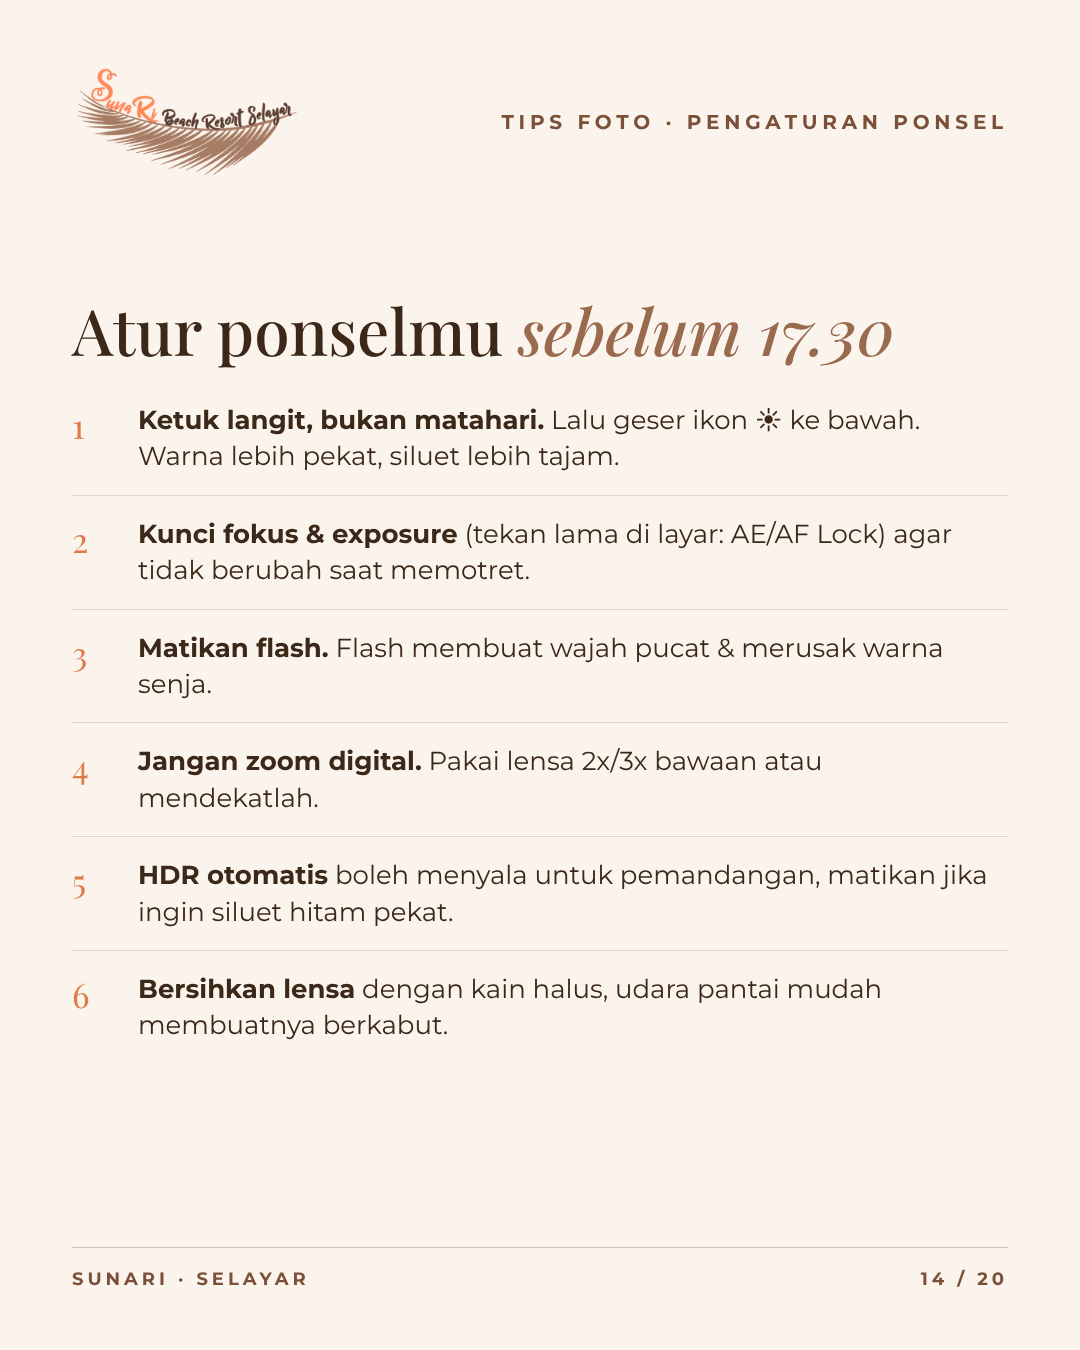 SunaRi Beach Resort Selayar
TIPS FOTO · PENGATURAN PONSEL
Atur ponselmu sebelum 17.30
1 Ketuk langit, bukan matahari. Lalu geser ikon ☀ ke bawah.
Warna lebih pekat, siluet lebih tajam.
2 Kunci fokus & exposure (tekan lama di layar: AE/AF Lock) agar
tidak berubah saat memotret.
3 Matikan flash. Flash membuat wajah pucat & merusak warna
senja.
4 Jangan zoom digital. Pakai lensa 2x/3x bawaan atau
mendekatlah.
5 HDR otomatis boleh menyala untuk pemandangan, matikan jika
ingin siluet hitam pekat.
6 Bersihkan lensa dengan kain halus, udara pantai mudah
membuatnya berkabut.
SUNARI · SELAYAR
14 / 20